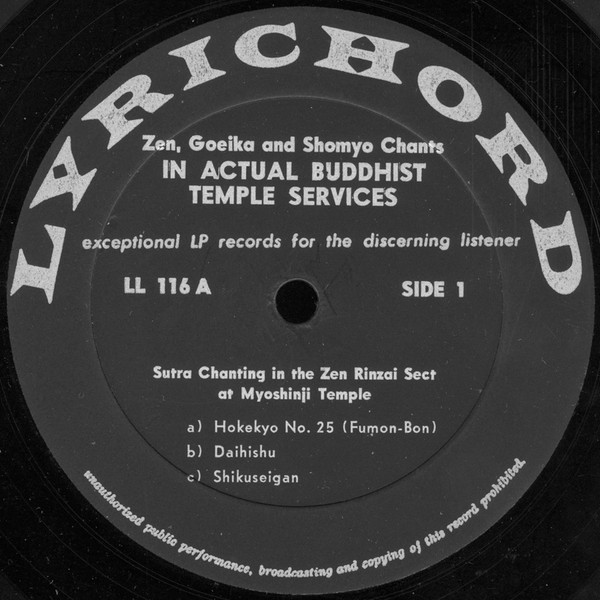 LYRICHORD
Zen, Goeika and Shomyo Chants
IN ACTUAL BUDDHIST
TEMPLE SERVICES
exceptional LP records for the discerning listener
LL 116 A
SIDE 1
Sutra Chanting in the Zen Rinzai Sect
at Myoshinji Temple
a) Hokekyo No. 25 (Fumon-Bon)
b) Daihishu
c) Shikuseigan
unauthorized public performance, broadcasting and copying of this record prohibited.